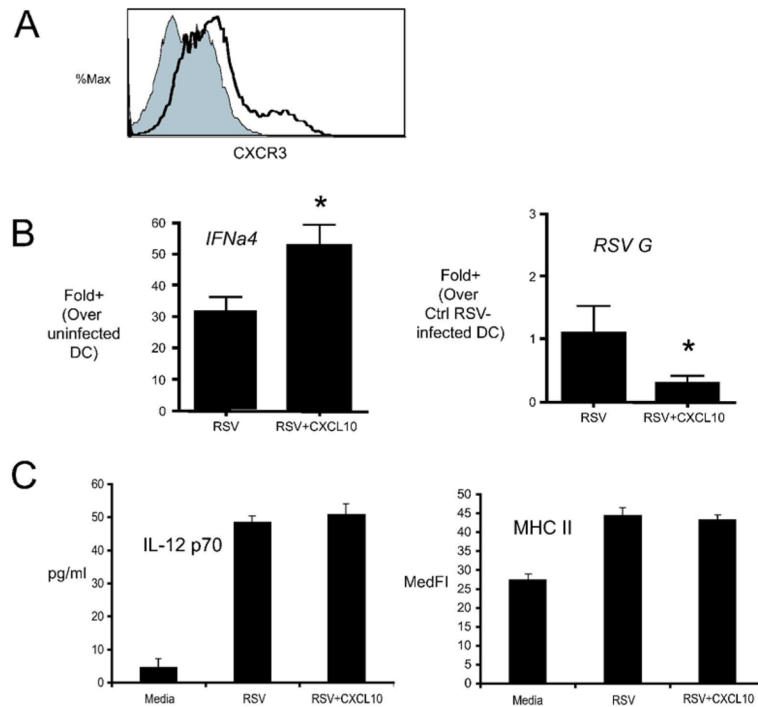 A
%Max
CXCR3
B
60
50
40
30
20
10
0
IFNa4
*
Fold+
(Over
uninfected
DC)
RSV
RSV+CXCL10
3
2
1
0
RSV G
*
Fold+
(Over
Ctrl RSV-
infected DC)
RSV
RSV+CXCL10
C
60
50
40
30
20
10
0
IL-12 p70
pg/ml
Media
RSV
RSV+CXCL10
50
45
40
35
30
25
20
15
10
5
0
MHC II
MedFI
Media
RSV
RSV+CXCL10